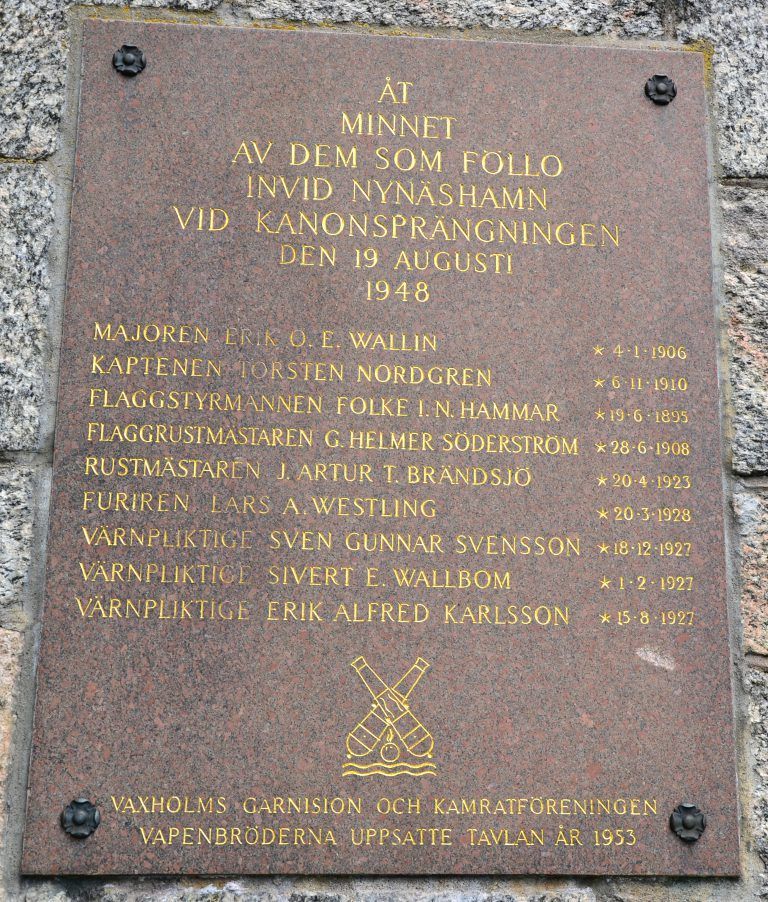 ÅT
MINNET
AV DEM SOM FÖLLO
INVID NYNÄSHAMN
VID KANONSPRÄNGNINGEN
DEN 19 AUGUSTI
1948
MAJOREN ERIK O. E. WALLIN * 4·1·1906
KAPTENEN TORSTEN NORDGREN * 6·11·1910
FLAGGSTYRMANNEN FOLKE I. N. HAMMAR * 19·6·1895
FLAGGRUSTMÄSTAREN G. HELMER SÖDERSTRÖM * 28·6·1908
RUSTMÄSTAREN J. ARTUR T. BRÄNDSJÖ * 20·4·1923
FURIREN LARS A. WESTLING * 20·3·1928
VÄRNPLIKTIGE SVEN GUNNAR SVENSSON * 18·12·1927
VÄRNPLIKTIGE SIVERT E. WALLBOM * 1·2·1927
VÄRNPLIKTIGE ERIK ALFRED KARLSSON * 15·8·1927
VAXHOLMS GARNISION OCH KAMRATFÖRENINGEN
VAPENBRÖDERNA UPPSATTE TAVLAN ÅR 1953